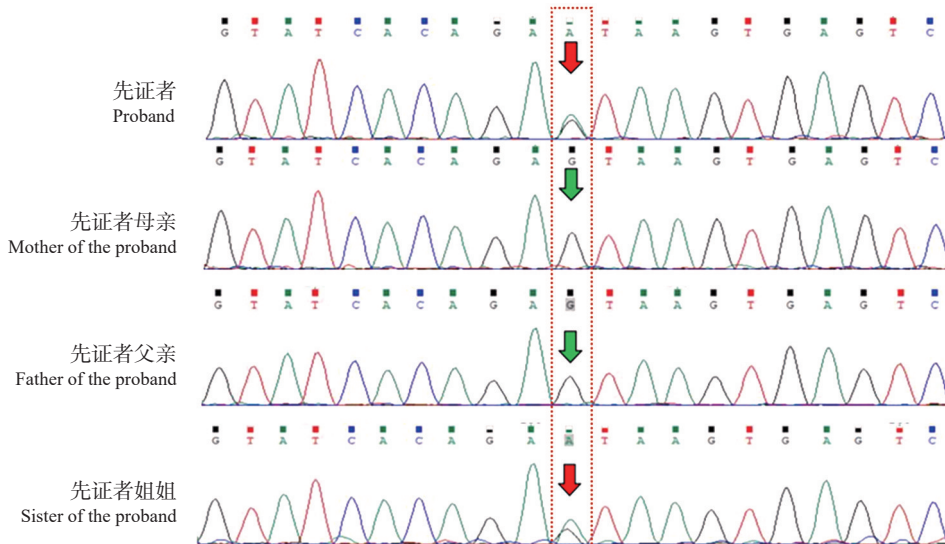 G T A T C A C A G A A T A A G T G A G T C
先证者
Proband
G T A T C A C A G A G T A A G T G A G T C
先证者母亲
Mother of the proband
G T A T C A C A G A G T A A G T G A G T C
先证者父亲
Father of the proband
G T A T C A C A G A A T A A G T G A G T C
先证者姐姐
Sister of the proband